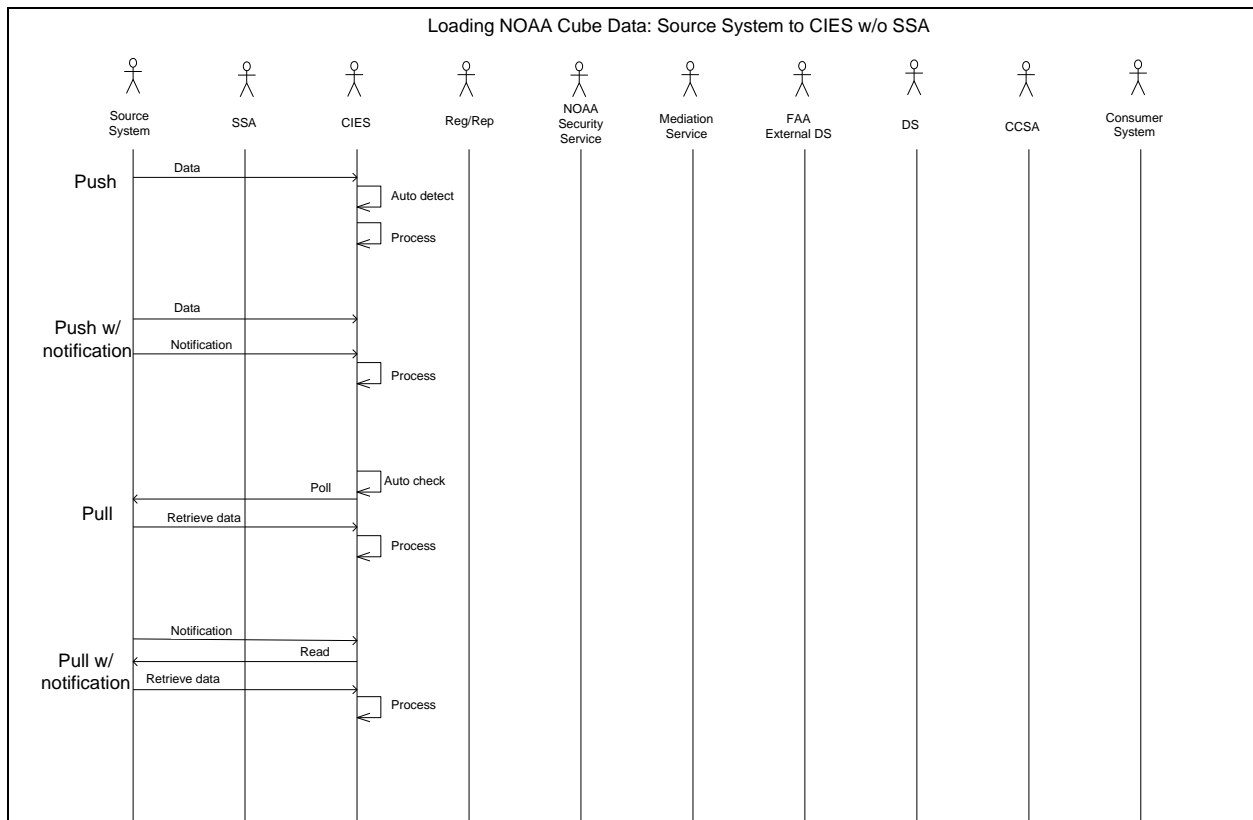 Loading NOAA Cube Data: Source System to CIES w/o SSA
Source
System
SSA
CIES
Reg/Rep
NOAA
Security
Service
Mediation
Service
FAA
External DS
DS
CCSA
Consumer
System
Push
Data
Auto detect
Process
Push w/
notification
Data
Notification
Process
Pull
Auto check
Poll
Retrieve data
Process
Pull w/
notification
Notification
Read
Retrieve data
Process